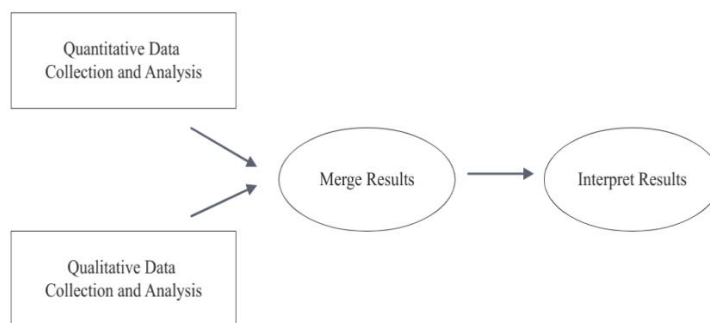 Quantitative Data
Collection and Analysis
Merge Results
Interpret Results
Qualitative Data
Collection and Analysis